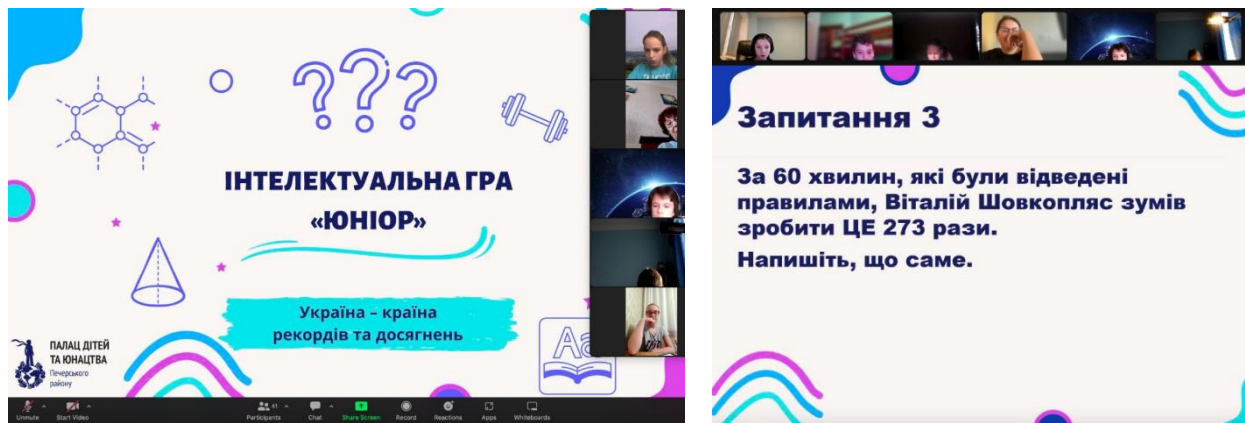 ???
ІНТЕЛЕКТУАЛЬНА ГРА
«ЮНІОР»
Україна – країна
рекордів та досягнень
ПАЛАЦ ДІТЕЙ
ТА ЮНАЦТВА
Печерського
району
Aa
Unmute
Start Video
61
Participants
Chat
Share Screen
Record
Reactions
Apps
Whiteboards
Запитання 3
За 60 хвилин, які були відведені
правилами, Віталій Шовкопляс зумів
зробити ЦЕ 273 рази.
Напишіть, що саме.